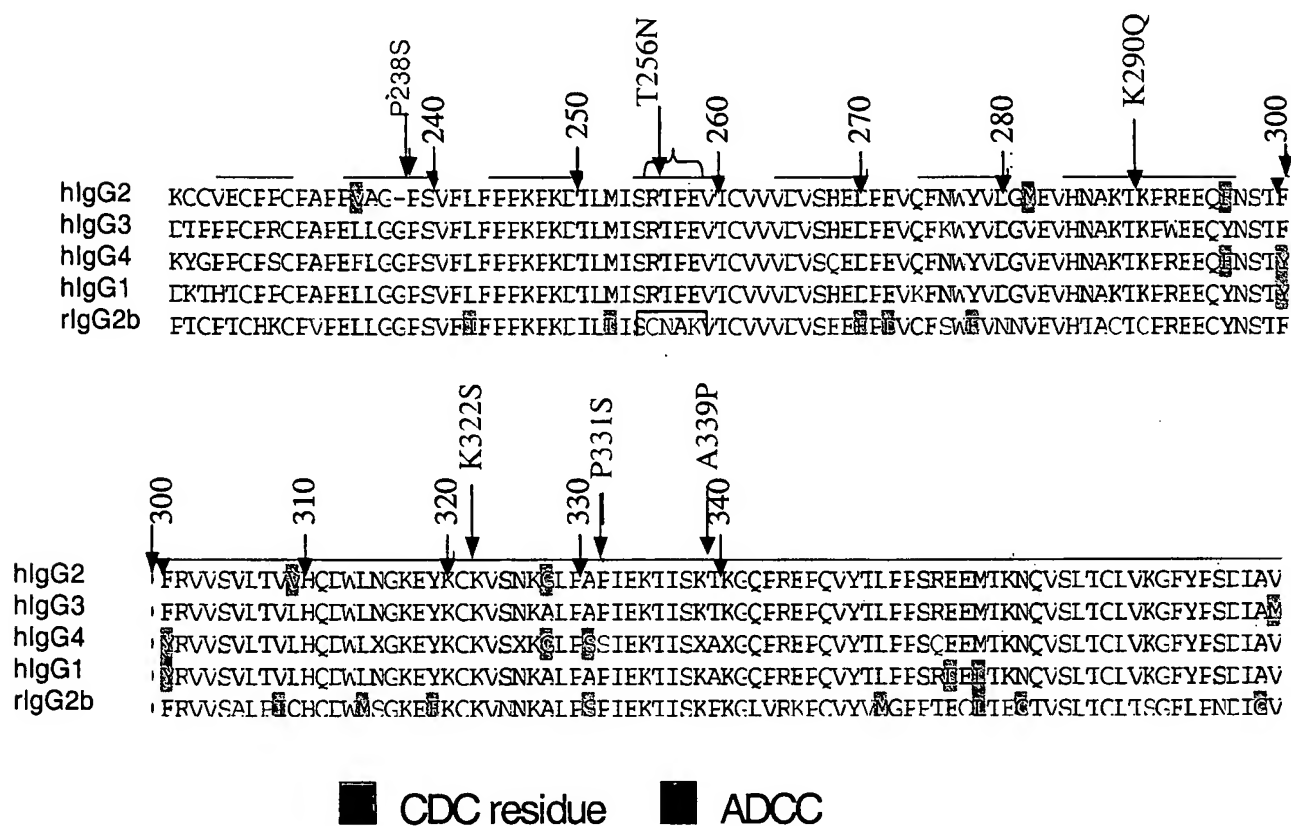 P238S
240
250
T256N
260
270
280
K290Q
300
hIgG2 KCCVECPPCPAPPVAG-PSVFLFPPKPKDTLMISRTPEVTCVVVDVSHEDPEVQFNWYVDGMEVHNAKTKPREEQFNSTF
hIgG3 DTPPPCPRCPAPELLGGPSVFLFPPKPKDTLMISRTPEVTCVVVDVSHEDPEVQFKWYVDGVEVHNAKTKPWEEQYNSTF
hIgG4 KYGPPCPSCPAPEFLGGPSVFLFPPKPKDTLMISRTPEVTCVVVDVSQEDPEVQFNWYVDGVEVHNAKTKPREEQFNSTY
hIgG1 DKTHTCPPCPAPELLGGPSVFLFPPKPKDTLMISRTPEVTCVVVDVSHEDPEVKFNWYVDGVEVHNAKTKPREEQYNSTY
rIgG2b
300
310
320
K322S
330
P331S
A339P
340
hIgG2 FRVVSVLTVVHQDWLNGKEYKCKVSNKGLPAPIEKTISKTKGQPREPQVYTLPPSREEMTKNQVSLTCLVKGFYPSDIAV
hIgG3 FRVVSVLTVLHQDWLNGKEYKCKVSNKALPAPIEKTISKTKGQPREPQVYTLPPSREEMTKNQVSLTCLVKGFYPSDIAM
hIgG4 YRVVSVLTVLHQDWLXGKEYKCKVSXKGLPSSIEKTISXAXGQPREPQVYTLPPSQEEMTKNQVSLTCLVKGFYPSDIAV
hIgG1 YRVVSVLTVLHQDWLNGKEYKCKVSNKALPAPIEKTISKAKGQPREPQVYTLPPSRDELTKNQVSLTCLVKGFYPSDIAV
rIgG2b
CDC residue ADCC